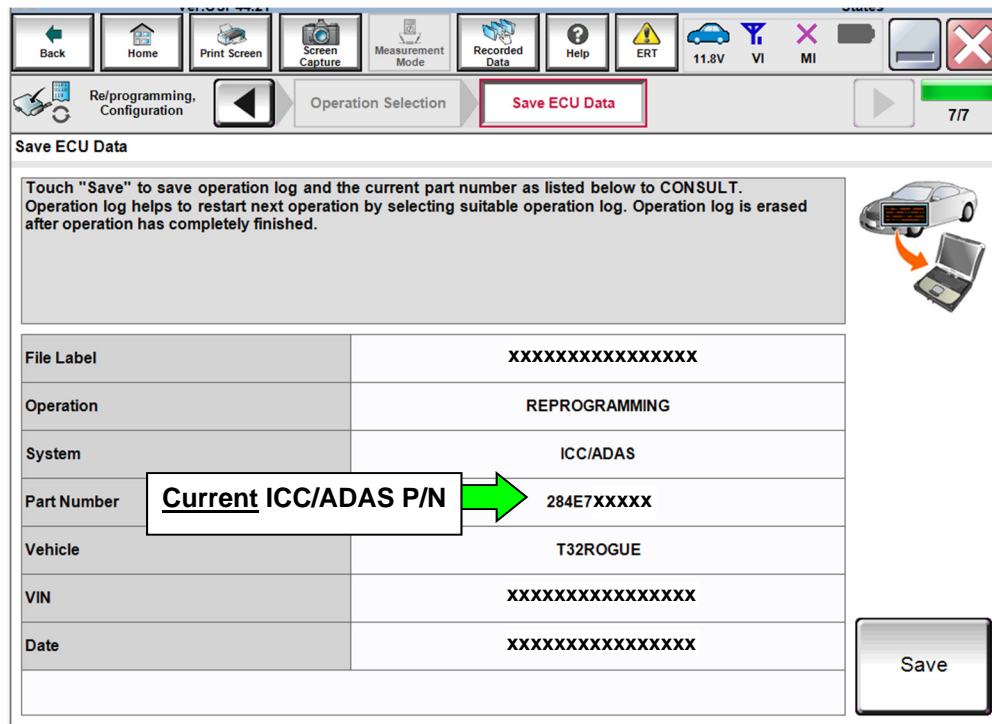 Back
Home
Print Screen
Screen
Capture
Measurement
Mode
Recorded
Data
Help
ERT
11.8V
VI
MI
Re/programming,
Configuration
Operation Selection
Save ECU Data
7/7
Save ECU Data
Touch "Save" to save operation log and the current part number as listed below to CONSULT.
Operation log helps to restart next operation by selecting suitable operation log. Operation log is erased
after operation has completely finished.
File Label
XXXXXXXXXXXXXXXX
Operation
REPROGRAMMING
System
ICC/ADAS
Part Number
Current ICC/ADAS P/N
284E7XXXXX
Vehicle
T32ROGUE
VIN
XXXXXXXXXXXXXXXX
Date
XXXXXXXXXXXXXXXX
Save